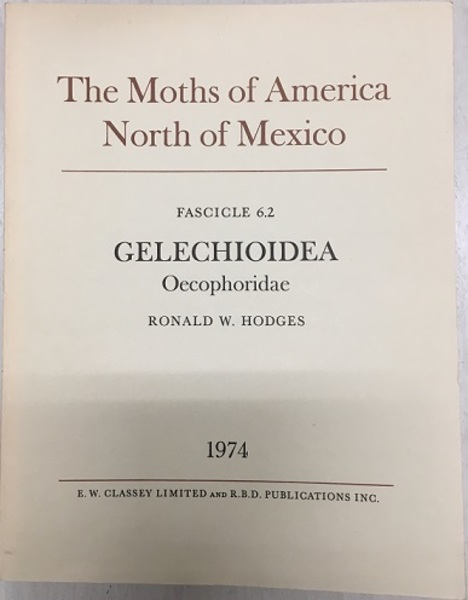 The Moths of America
North of Mexico
FASCICLE 6.2
GELECHIOIDEA
Oecophoridae
RONALD W. HODGES
1974
E. W. CLASSEY LIMITED AND R.B.D. PUBLICATIONS INC.